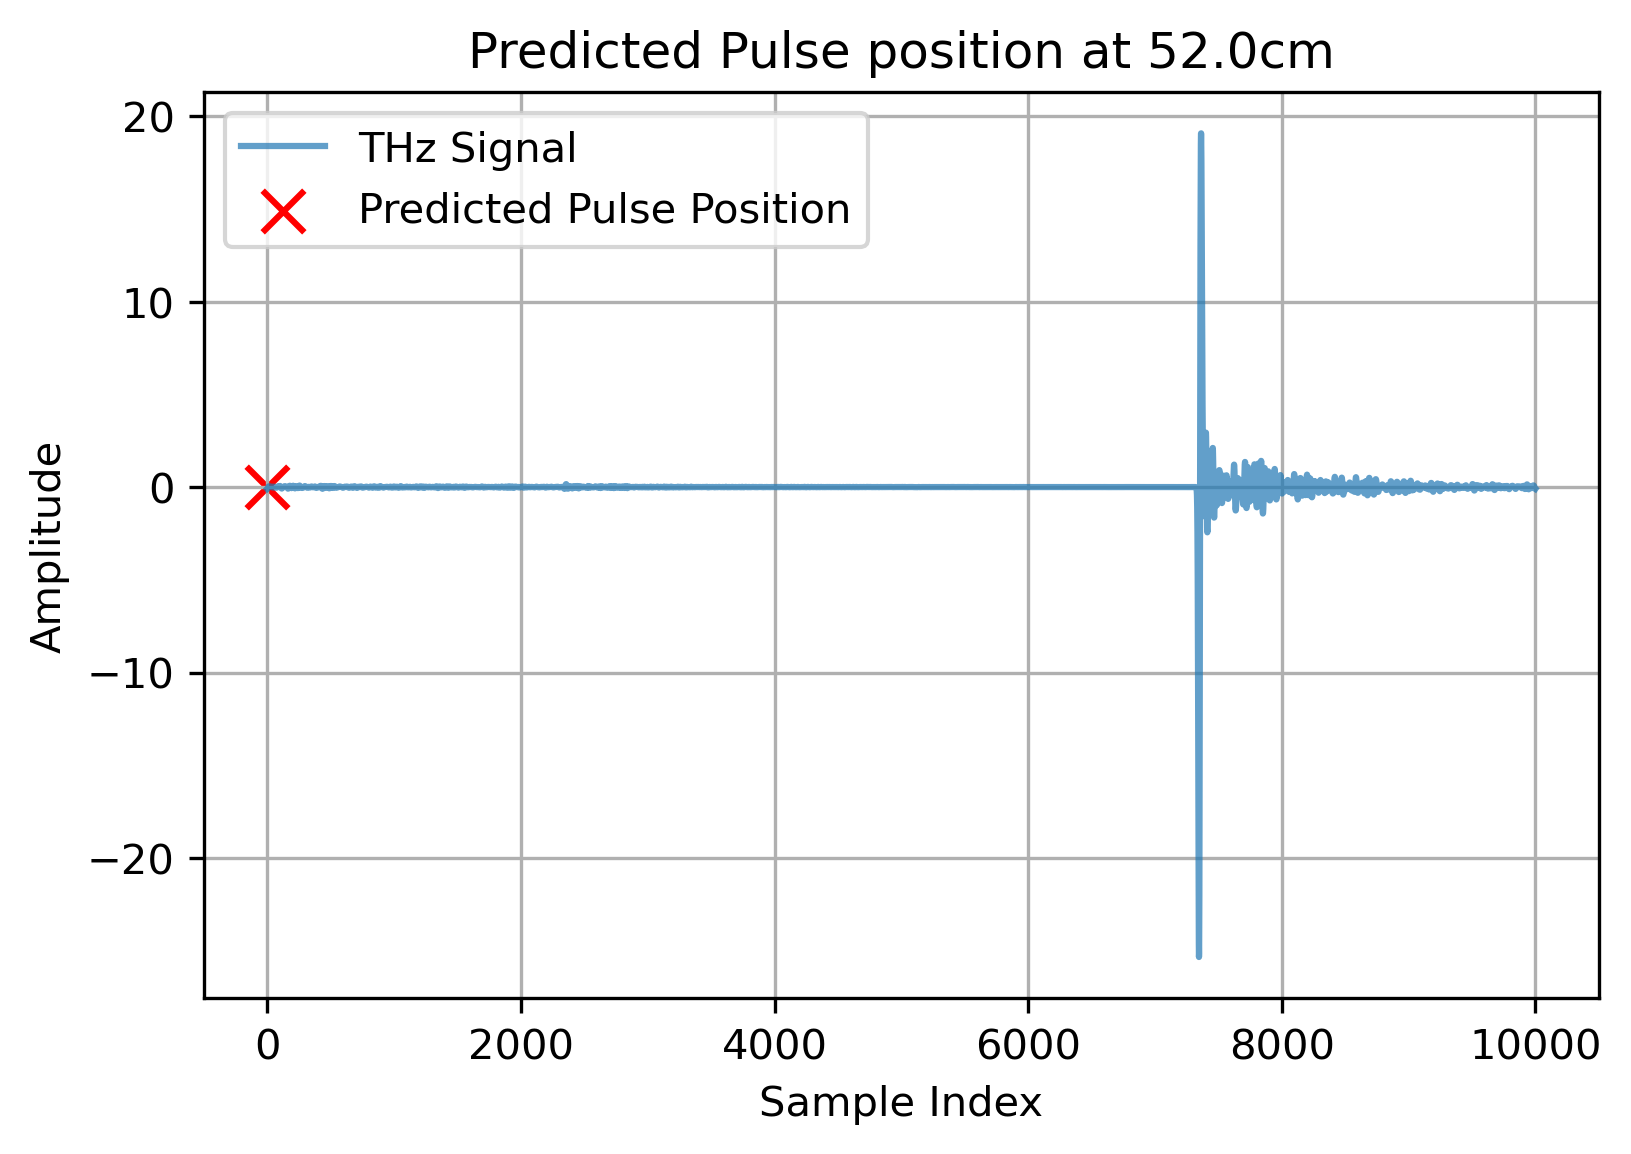 Predicted Pulse position at 52.0cm
THz Signal
Predicted Pulse Position
20
10
0
−10
−20
Amplitude
0 2000 4000 6000 8000 10000
Sample Index